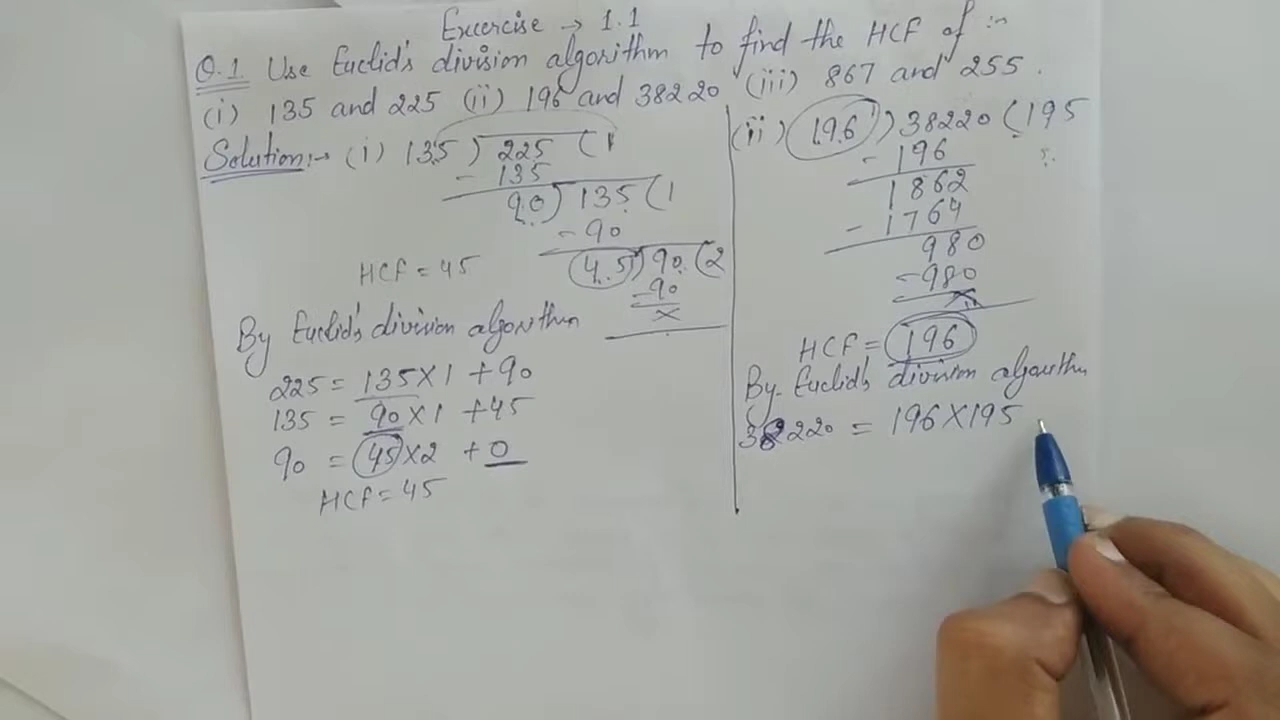 Excercise → 1.1
Q.1 Use Euclid's division algorithm to find the HCF of :-
(i) 135 and 225 (ii) 196 and 38220 (iii) 867 and 255.
Solution:→ (i) 135 ) 225 ( 1
- 135
90 ) 135 ( 1
- 90
45 ) 90 ( 2
- 90
×
HCF = 45
By Euclid's division algorithm
225 = 135×1 + 90
135 = 90×1 + 45
90 = 45×2 + 0
HCF = 45
(ii) 196 ) 38220 ( 195
- 196
1862
- 1764
980
- 980
×
HCF = 196
By Euclid's division algorithm
38220 = 196×195